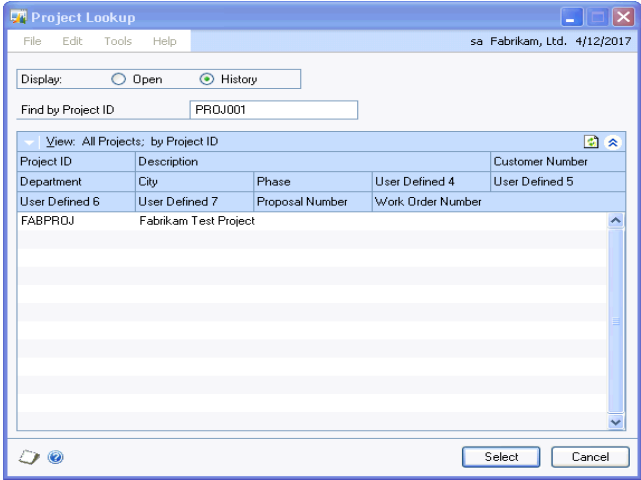 Project Lookup
File Edit Tools Help sa Fabrikam, Ltd. 4/12/2017
Display: Open History
Find by Project ID PROJ001
View: All Projects; by Project ID
Project ID Description Customer Number
Department City Phase User Defined 4 User Defined 5
User Defined 6 User Defined 7 Proposal Number Work Order Number
FABPROJ Fabrikam Test Project
Select Cancel